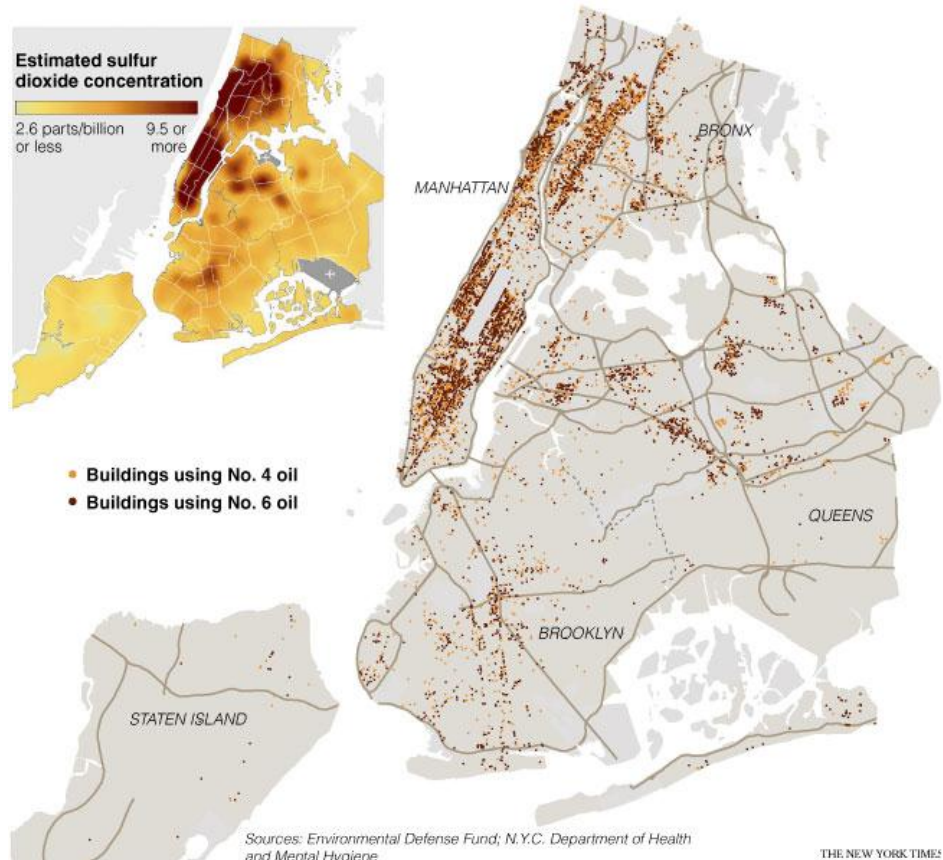 Estimated sulfur
dioxide concentration
2.6 parts/billion
or less
9.5 or
more
BRONX
MANHATTAN
Buildings using No. 4 oil
Buildings using No. 6 oil
QUEENS
BROOKLYN
STATEN ISLAND
Sources: Environmental Defense Fund; N.Y.C. Department of Health
and Mental Hygiene
THE NEW YORK TIMES